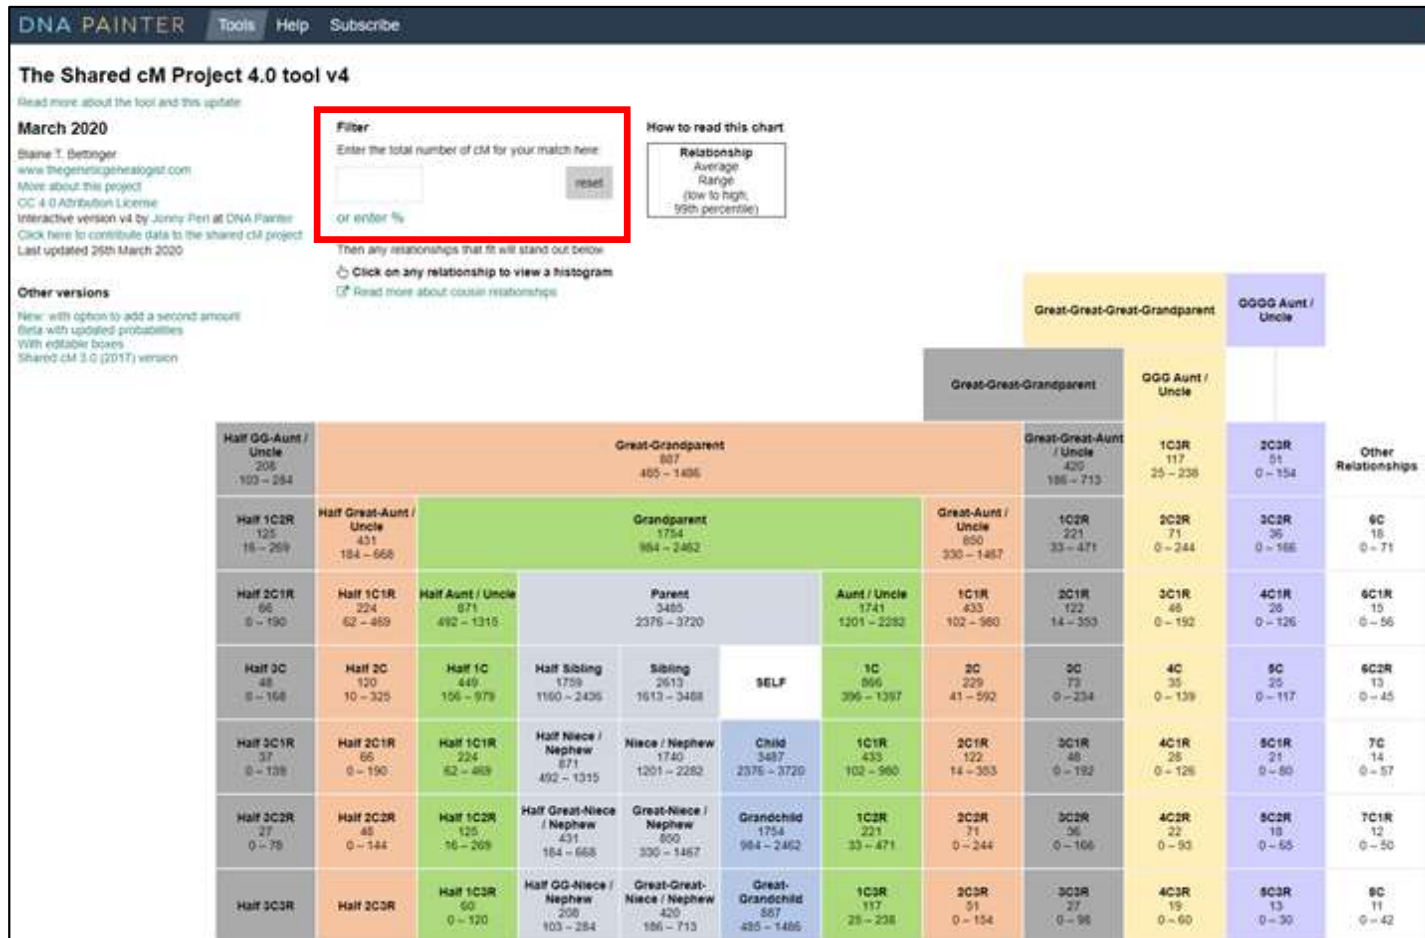 DNA PAINTER Tools Help Subscribe
The Shared cM Project 4.0 tool v4
Read more about the tool and this update
March 2020
Blaine T. Bettinger
www.thegeneticgenealogist.com
More about this project
CC 4.0 Attribution License
Interactive version v4 by Jonny Perl at DNA Painter
Click here to contribute data to the shared cM project
Last updated 26th March 2020
Other versions
New: with option to add a second amount
Beta with updated probabilities
With editable boxes
Shared cM 3.0 (2017) version
Filter
Enter the total number of cM for your match here:
reset
or enter %
Then any relationships that fit will stand out below
Click on any relationship to view a histogram
Read more about cousin relationships
How to read this chart
Relationship
Average
Range
(low to high,
99th percentile)
Great-Great-Great-Grandparent
GGGG Aunt /
Uncle
Great-Great-Grandparent
GGG Aunt /
Uncle
Half GG-Aunt /
Uncle
208
103 – 284
Great-Grandparent
887
485 – 1486
Great-Great-Aunt
/ Uncle
420
186 – 713
1C3R
117
25 – 238
2C3R
51
0 – 154
Other
Relationships
Half 1C2R
125
16 – 269
Half Great-Aunt /
Uncle
431
184 – 668
Grandparent
1754
984 – 2462
Great-Aunt /
Uncle
850
330 – 1467
1C2R
221
33 – 471
2C2R
71
0 – 244
3C2R
36
0 – 166
6C
18
0 – 71
Half 2C1R
66
0 – 190
Half 1C1R
224
62 – 469
Half Aunt / Uncle
871
492 – 1315
Parent
3485
2376 – 3720
Aunt / Uncle
1741
1201 – 2282
1C1R
433
102 – 980
2C1R
122
14 – 353
3C1R
48
0 – 192
4C1R
28
0 – 126
6C1R
15
0 – 56
Half 3C
48
0 – 168
Half 2C
120
10 – 325
Half 1C
449
156 – 979
Half Sibling
1759
1160 – 2436
Sibling
2613
1613 – 3488
SELF
1C
866
396 – 1397
2C
229
41 – 592
3C
73
0 – 234
4C
35
0 – 139
5C
25
0 – 117
6C2R
13
0 – 45
Half 3C1R
37
0 – 139
Half 2C1R
66
0 – 190
Half 1C1R
224
62 – 469
Half Niece /
Nephew
871
492 – 1315
Niece / Nephew
1740
1201 – 2282
Child
3487
2376 – 3720
1C1R
433
102 – 980
2C1R
122
14 – 353
3C1R
48
0 – 192
4C1R
28
0 – 126
5C1R
21
0 – 80
7C
14
0 – 57
Half 3C2R
27
0 – 78
Half 2C2R
48
0 – 144
Half 1C2R
125
16 – 269
Half Great-Niece
/ Nephew
431
184 – 668
Great-Niece /
Nephew
850
330 – 1467
Grandchild
1754
984 – 2462
1C2R
221
33 – 471
2C2R
71
0 – 244
3C2R
36
0 – 166
4C2R
22
0 – 93
5C2R
18
0 – 65
7C1R
12
0 – 50
Half 3C3R
Half 2C3R
Half 1C3R
60
0 – 120
Half GG-Niece /
Nephew
208
103 – 284
Great-Great-
Niece / Nephew
420
186 – 713
Great-
Grandchild
887
485 – 1486
1C3R
117
25 – 238
2C3R
51
0 – 154
3C3R
27
0 – 98
4C3R
19
0 – 60
5C3R
13
0 – 30
8C
11
0 – 42